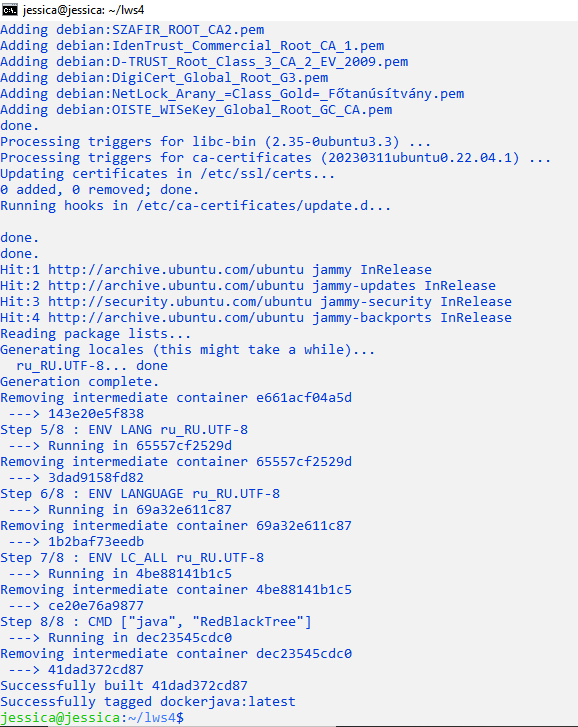 jessica@jessica: ~/lws4
Adding debian:SZAFIR_ROOT_CA2.pem
Adding debian:IdenTrust_Commercial_Root_CA_1.pem
Adding debian:D-TRUST_Root_Class_3_CA_2_EV_2009.pem
Adding debian:DigiCert_Global_Root_G3.pem
Adding debian:NetLock_Arany_=Class_Gold=_Főtanúsítvány.pem
Adding debian:OISTE_WISeKey_Global_Root_GC_CA.pem
done.
Processing triggers for libc-bin (2.35-0ubuntu3.3) ...
Processing triggers for ca-certificates (20230311ubuntu0.22.04.1) ...
Updating certificates in /etc/ssl/certs...
0 added, 0 removed; done.
Running hooks in /etc/ca-certificates/update.d...
done.
done.
Hit:1 http://archive.ubuntu.com/ubuntu jammy InRelease
Hit:2 http://archive.ubuntu.com/ubuntu jammy-updates InRelease
Hit:3 http://security.ubuntu.com/ubuntu jammy-security InRelease
Hit:4 http://archive.ubuntu.com/ubuntu jammy-backports InRelease
Reading package lists...
Generating locales (this might take a while)...
  ru_RU.UTF-8... done
Generation complete.
Removing intermediate container e661acf04a5d
 ---> 143e20e5f838
Step 5/8 : ENV LANG ru_RU.UTF-8
 ---> Running in 65557cf2529d
Removing intermediate container 65557cf2529d
 ---> 3dad9158fd82
Step 6/8 : ENV LANGUAGE ru_RU.UTF-8
 ---> Running in 69a32e611c87
Removing intermediate container 69a32e611c87
 ---> 1b2baf73eedb
Step 7/8 : ENV LC_ALL ru_RU.UTF-8
 ---> Running in 4be88141b1c5
Removing intermediate container 4be88141b1c5
 ---> ce20e76a9877
Step 8/8 : CMD ["java", "RedBlackTree"]
 ---> Running in dec23545cdc0
Removing intermediate container dec23545cdc0
 ---> 41dad372cd87
Successfully built 41dad372cd87
Successfully tagged dockerjava:latest
jessica@jessica:~/lws4$